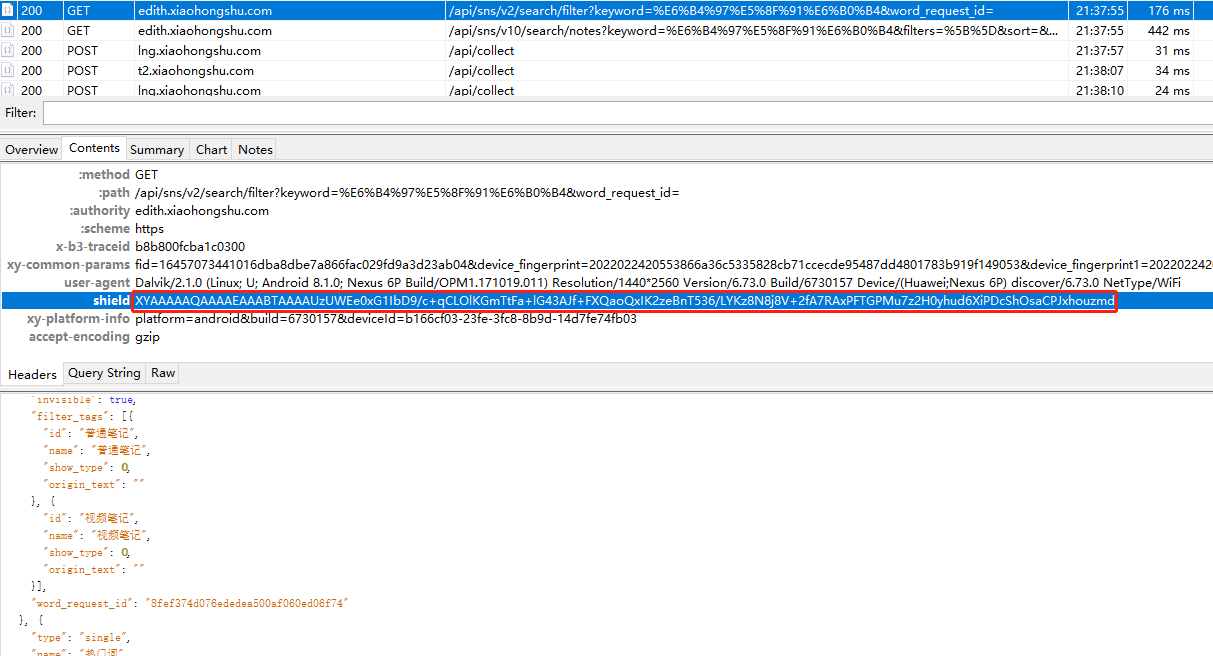 200 GET edith.xiaohongshu.com /api/sns/v2/search/filter?keyword=%E6%B4%97%E5%8F%91%E6%B0%B4&word_request_id= 21:37:55 176 ms
200 GET edith.xiaohongshu.com /api/sns/v10/search/notes?keyword=%E6%B4%97%E5%8F%91%E6%B0%B4&filters=%5B%5D&sort=&... 21:37:55 442 ms
200 POST lng.xiaohongshu.com /api/collect 21:37:57 31 ms
200 POST t2.xiaohongshu.com /api/collect 21:38:07 34 ms
200 POST lng.xiaohongshu.com /api/collect 21:38:10 24 ms
Filter:
Overview Contents Summary Chart Notes
:method GET
:path /api/sns/v2/search/filter?keyword=%E6%B4%97%E5%8F%91%E6%B0%B4&word_request_id=
:authority edith.xiaohongshu.com
:scheme https
x-b3-traceid b8b800fcba1c0300
xy-common-params fid=16457073441016dba8dbe7a866fac029fd9a3d23ab04&device_fingerprint=2022022420553866a36c5335828cb71ccecde95487dd4801783b919f149053&device_fingerprint1=2022022420
user-agent Dalvik/2.1.0 (Linux; U; Android 8.1.0; Nexus 6P Build/OPM1.171019.011) Resolution/1440*2560 Version/6.73.0 Build/6730157 Device/(Huawei;Nexus 6P) discover/6.73.0 NetType/WiFi
shield XYAAAAAQAAAAEAAABTAAAAUzUWEe0xG1IbD9/c+qCLOlKGmTtFa+lG43AJf+FXQaoQxIK2zeBnT536/LYKz8N8j8V+2fA7RAxPFTGPMu7z2H0yhud6XiPDcShOsaCPJxhouzmd
xy-platform-info platform=android&build=6730157&deviceId=b166cf03-23fe-3fc8-8b9d-14d7fe74fb03
accept-encoding gzip
Headers Query String Raw
"invisible": true,
"filter_tags": [{
"id": "普通笔记",
"name": "普通笔记",
"show_type": 0,
"origin_text": ""
}, {
"id": "视频笔记",
"name": "视频笔记",
"show_type": 0,
"origin_text": ""
}],
"word_request_id": "8fef374d076ededea500af060ed06f74"
}, {
"type": "single",
"name": "热门词",